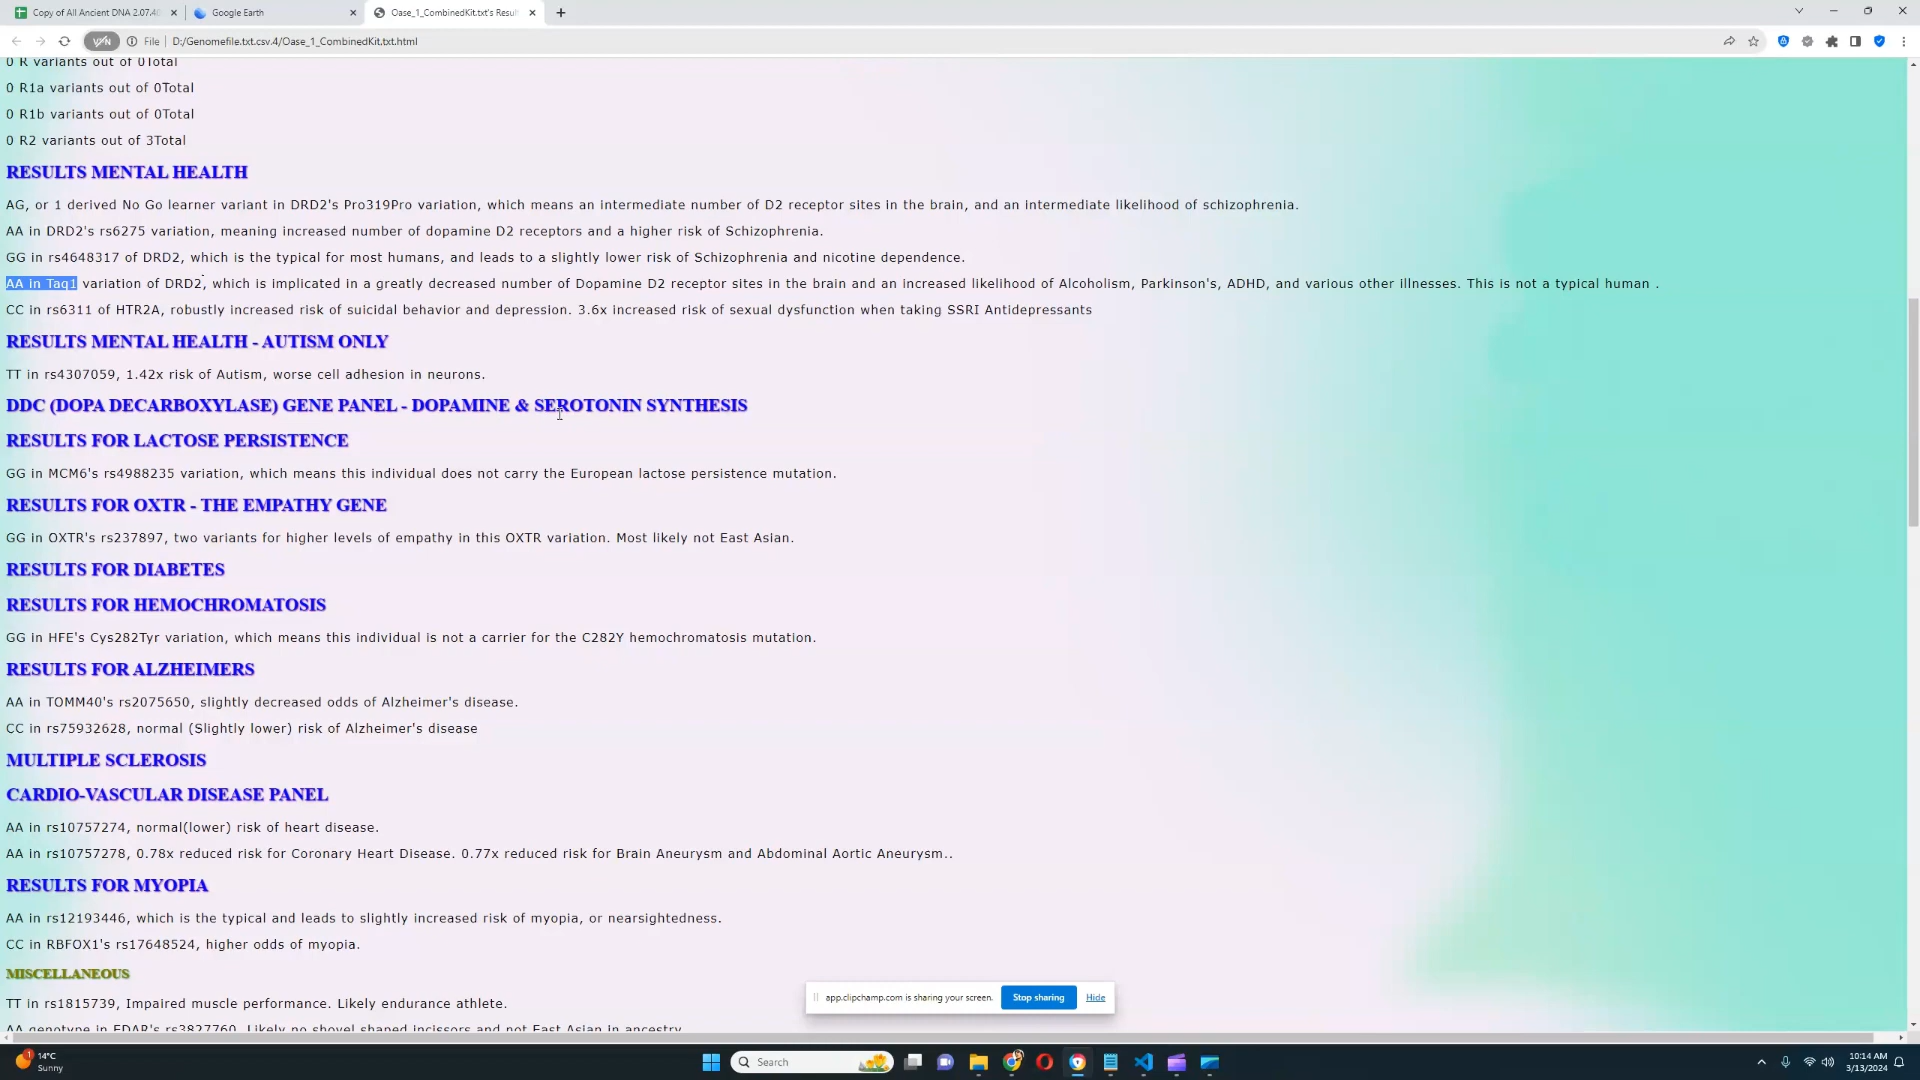 Copy of All Ancient DNA 2.07.48
Google Earth
Oase_1_CombinedKit.txt's Resul
VPN
File
D:/Genomefile.txt.csv.4/Oase_1_CombinedKit.txt.html
0 R variants out of 0Total
0 R1a variants out of 0Total
0 R1b variants out of 0Total
0 R2 variants out of 3Total
RESULTS MENTAL HEALTH
AG, or 1 derived No Go learner variant in DRD2's Pro319Pro variation, which means an intermediate number of D2 receptor sites in the brain, and an intermediate likelihood of schizophrenia.
AA in DRD2's rs6275 variation, meaning increased number of dopamine D2 receptors and a higher risk of Schizophrenia.
GG in rs4648317 of DRD2, which is the typical for most humans, and leads to a slightly lower risk of Schizophrenia and nicotine dependence.
AA in Taq1 variation of DRD2, which is implicated in a greatly decreased number of Dopamine D2 receptor sites in the brain and an increased likelihood of Alcoholism, Parkinson's, ADHD, and various other illnesses. This is not a typical human .
CC in rs6311 of HTR2A, robustly increased risk of suicidal behavior and depression. 3.6x increased risk of sexual dysfunction when taking SSRI Antidepressants
RESULTS MENTAL HEALTH - AUTISM ONLY
TT in rs4307059, 1.42x risk of Autism, worse cell adhesion in neurons.
DDC (DOPA DECARBOXYLASE) GENE PANEL - DOPAMINE & SEROTONIN SYNTHESIS
RESULTS FOR LACTOSE PERSISTENCE
GG in MCM6's rs4988235 variation, which means this individual does not carry the European lactose persistence mutation.
RESULTS FOR OXTR - THE EMPATHY GENE
GG in OXTR's rs237897, two variants for higher levels of empathy in this OXTR variation. Most likely not East Asian.
RESULTS FOR DIABETES
RESULTS FOR HEMOCHROMATOSIS
GG in HFE's Cys282Tyr variation, which means this individual is not a carrier for the C282Y hemochromatosis mutation.
RESULTS FOR ALZHEIMERS
AA in TOMM40's rs2075650, slightly decreased odds of Alzheimer's disease.
CC in rs75932628, normal (Slightly lower) risk of Alzheimer's disease
MULTIPLE SCLEROSIS
CARDIO-VASCULAR DISEASE PANEL
AA in rs10757274, normal(lower) risk of heart disease.
AA in rs10757278, 0.78x reduced risk for Coronary Heart Disease. 0.77x reduced risk for Brain Aneurysm and Abdominal Aortic Aneurysm..
RESULTS FOR MYOPIA
AA in rs12193446, which is the typical and leads to slightly increased risk of myopia, or nearsightedness.
CC in RBFOX1's rs17648524, higher odds of myopia.
MISCELLANEOUS
TT in rs1815739, Impaired muscle performance. Likely endurance athlete.
AA genotype in EDAR's rs3827760. Likely no shovel shaped incissors and not East Asian in ancestry
app.clipchamp.com is sharing your screen.
Stop sharing
Hide
1
14°C
Sunny
Search
10:14 AM
3/13/2024